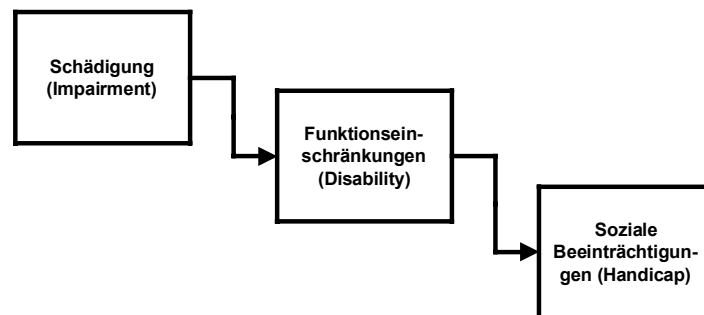 Schädigung
(Impairment)
Funktionsein-
schränkungen
(Disability)
Soziale
Beeinträchtigun-
gen (Handicap)